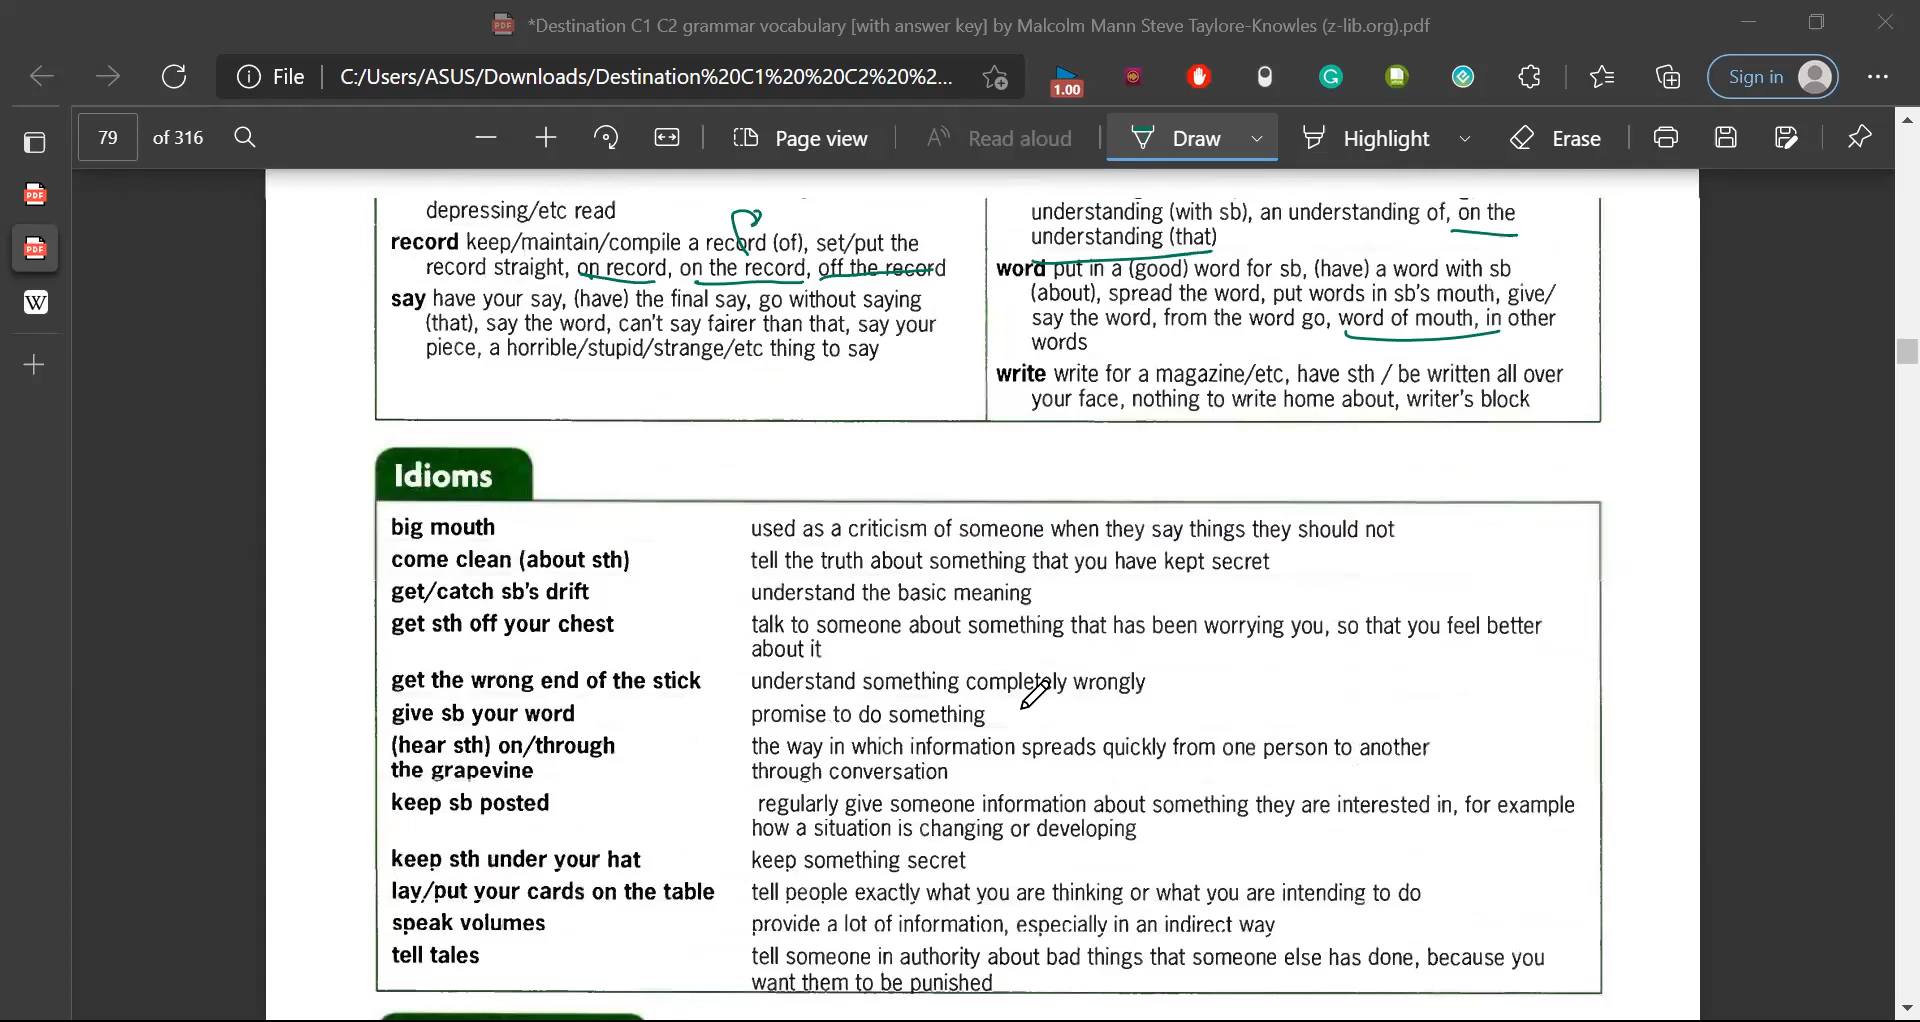 *Destination C1 C2 grammar vocabulary [with answer key] by Malcolm Mann Steve Taylore-Knowles (z-lib.org).pdf
File
C:/Users/ASUS/Downloads/Destination%20C1%20%20C2%20%2...
1.00
Sign in
79 of 316
Page view
Read aloud
Draw
Highlight
Erase
depressing/etc read
record keep/maintain/compile a record (of), set/put the
record straight, on record, on the record, off the record
say have your say, (have) the final say, go without saying
(that), say the word, can't say fairer than that, say your
piece, a horrible/stupid/strange/etc thing to say
understanding (with sb), an understanding of, on the
understanding (that)
word put in a (good) word for sb, (have) a word with sb
(about), spread the word, put words in sb's mouth, give/
say the word, from the word go, word of mouth, in other
words
write write for a magazine/etc, have sth / be written all over
your face, nothing to write home about, writer's block
Idioms
big mouth used as a criticism of someone when they say things they should not
come clean (about sth) tell the truth about something that you have kept secret
get/catch sb's drift understand the basic meaning
get sth off your chest talk to someone about something that has been worrying you, so that you feel better
about it
get the wrong end of the stick understand something completely wrongly
give sb your word promise to do something
(hear sth) on/through the way in which information spreads quickly from one person to another
the grapevine through conversation
keep sb posted regularly give someone information about something they are interested in, for example
how a situation is changing or developing
keep sth under your hat keep something secret
lay/put your cards on the table tell people exactly what you are thinking or what you are intending to do
speak volumes provide a lot of information, especially in an indirect way
tell tales tell someone in authority about bad things that someone else has done, because you
want them to be punished